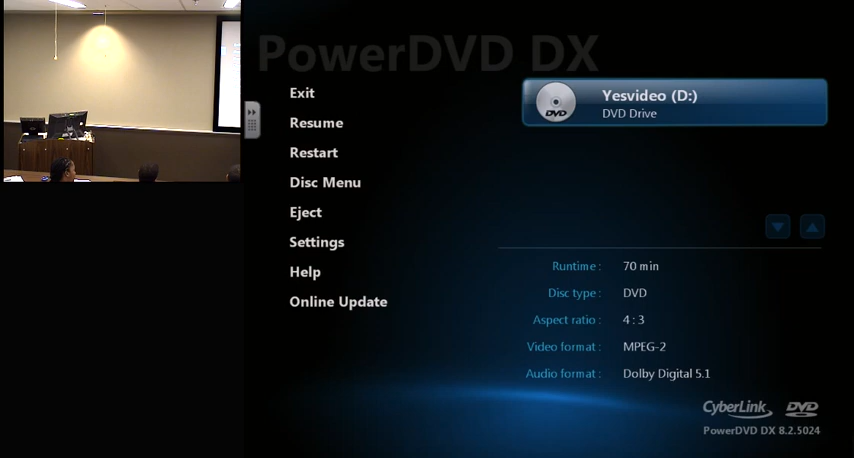 PowerDVD DX
Exit
Resume
Restart
Disc Menu
Eject
Settings
Help
Online Update
Yesvideo (D:)
DVD Drive
DVD
Runtime : 70 min
Disc type : DVD
Aspect ratio : 4 : 3
Video format : MPEG-2
Audio format : Dolby Digital 5.1
CyberLink DVD
PowerDVD DX 8.2.5024